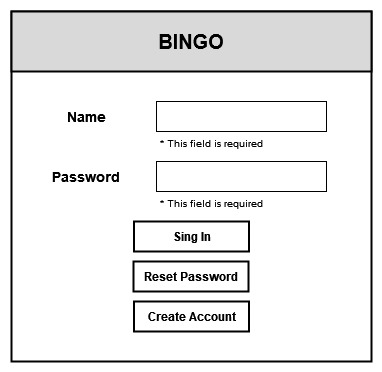 BINGO
Name
* This field is required
Password
* This field is required
Sing In
Reset Password
Create Account